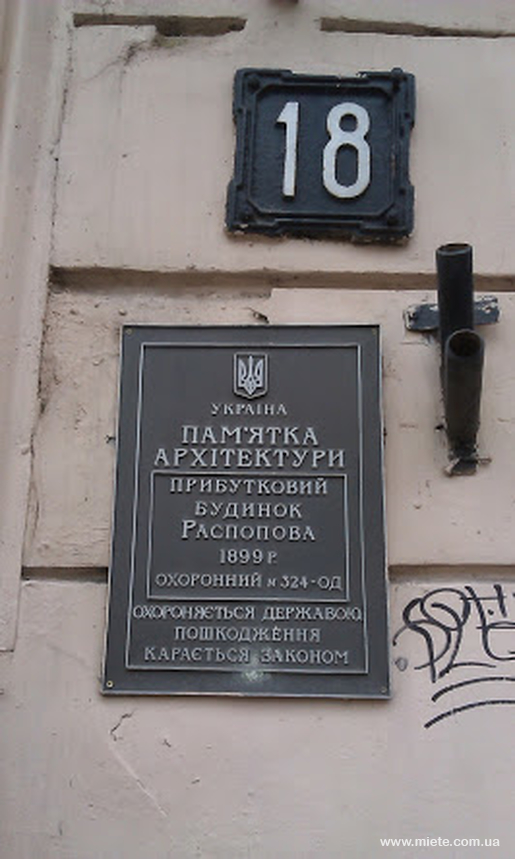 18
УКРАЇНА
ПАМ'ЯТКА
АРХІТЕКТУРИ
ПРИБУТКОВИЙ
БУДИНОК
РАСПОПОВА
1899 Р.
ОХОРОННИЙ N 324-ОД
ОХОРОНЯЄТЬСЯ ДЕРЖАВОЮ,
ПОШКОДЖЕННЯ
КАРАЄТЬСЯ ЗАКОНОМ
www.miete.com.ua